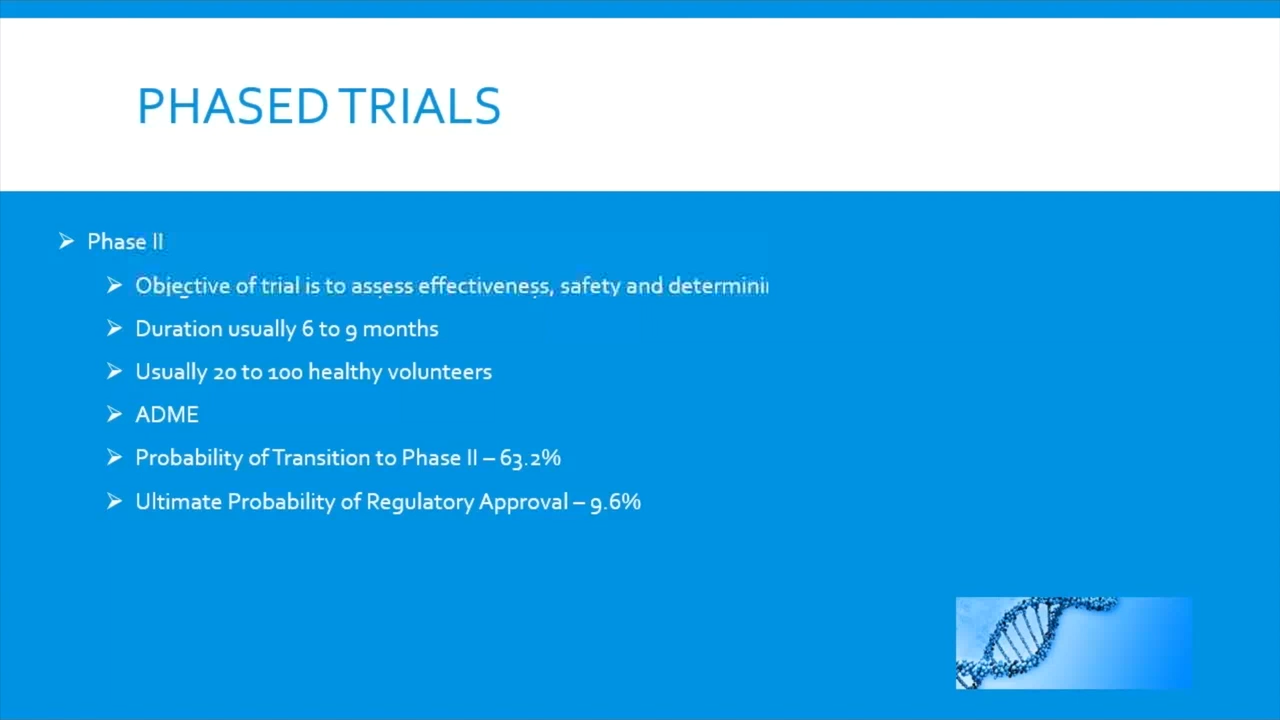 PHASED TRIALS
Phase II
Objective of trial is to assess effectiveness, safety and
Duration usually 6 to 9 months
Usually 20 to 100 healthy volunteers
ADME
Probability of Transition to Phase II – 63.2%
Ultimate Probability of Regulatory Approval – 9.6%